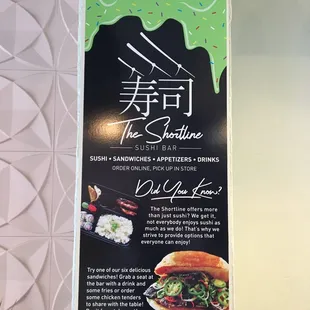 寿司
The Shortline
SUSHI BAR
SUSHI • SANDWICHES • APPETIZERS • DRINKS
ORDER ONLINE, PICK UP IN STORE
Did You Know?
The Shortline offers more
than just sushi? We get it,
not everybody enjoys sushi as
much as we do! That's why we
strive to provide options that
everyone can enjoy!
Try one of our six delicious
sandwiches! Grab a seat at
the bar with a drink and
some fries or order
some chicken tenders
to share with the table!